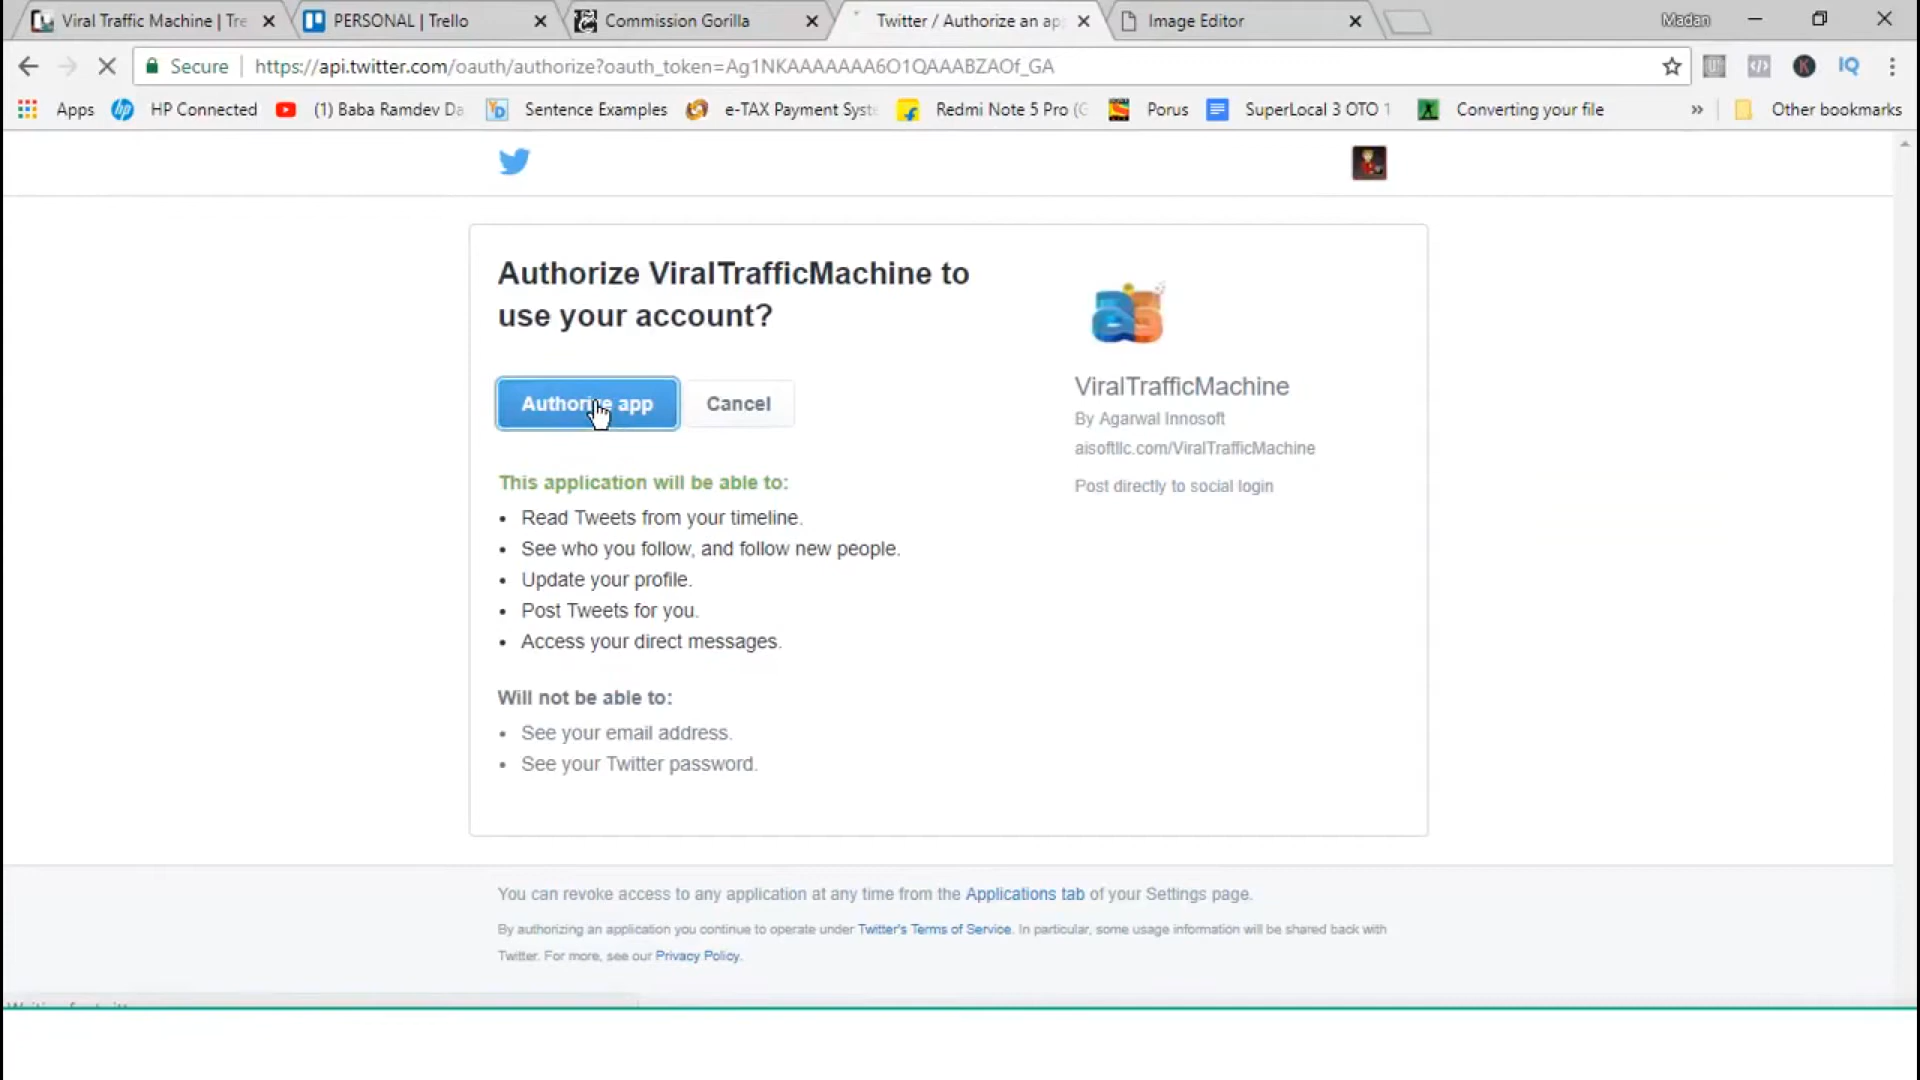 Viral Traffic Machine | Tre
PERSONAL | Trello
Commission Gorilla
Twitter / Authorize an ap
Image Editor
Madan
Secure
https://api.twitter.com/oauth/authorize?oauth_token=Ag1NKAAAAAAA6O1QAAABZAOf_GA
IQ
Apps
HP Connected
(1) Baba Ramdev Da
Sentence Examples
e-TAX Payment Syst
Redmi Note 5 Pro (G
Porus
SuperLocal 3 OTO 1
Converting your file
»
Other bookmarks
Authorize ViralTrafficMachine to
use your account?
Authorize app
Cancel
This application will be able to:
• Read Tweets from your timeline.
• See who you follow, and follow new people.
• Update your profile.
• Post Tweets for you.
• Access your direct messages.
Will not be able to:
• See your email address.
• See your Twitter password.
as
ViralTrafficMachine
By Agarwal Innosoft
aisoftllc.com/ViralTrafficMachine
Post directly to social login
You can revoke access to any application at any time from the Applications tab of your Settings page.
By authorizing an application you continue to operate under Twitter's Terms of Service. In particular, some usage information will be shared back with
Twitter. For more, see our Privacy Policy.